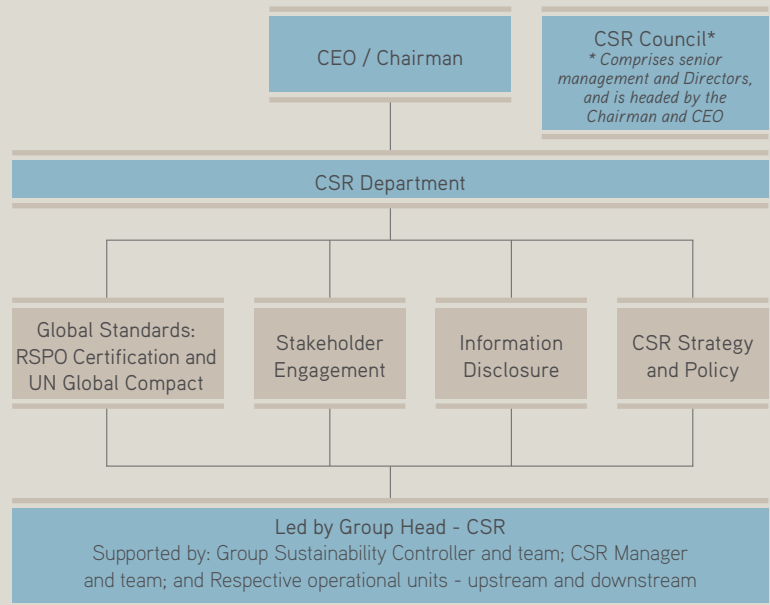 CEO / Chairman
CSR Council*
* Comprises senior
management and Directors,
and is headed by the
Chairman and CEO
CSR Department
Global Standards:
RSPO Certification and
UN Global Compact
Stakeholder
Engagement
Information
Disclosure
CSR Strategy
and Policy
Led by Group Head - CSR
Supported by: Group Sustainability Controller and team; CSR Manager
and team; and Respective operational units - upstream and downstream